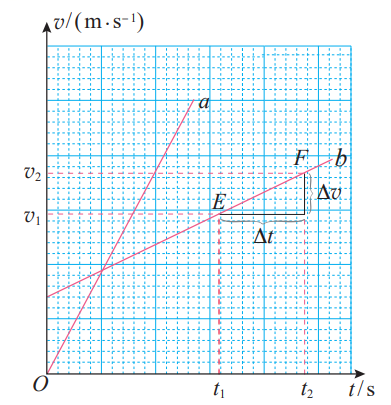 v/(m·s⁻¹)
a
v₂
F
b
Δv
E
v₁
Δt
O
t₁
t₂
t/s